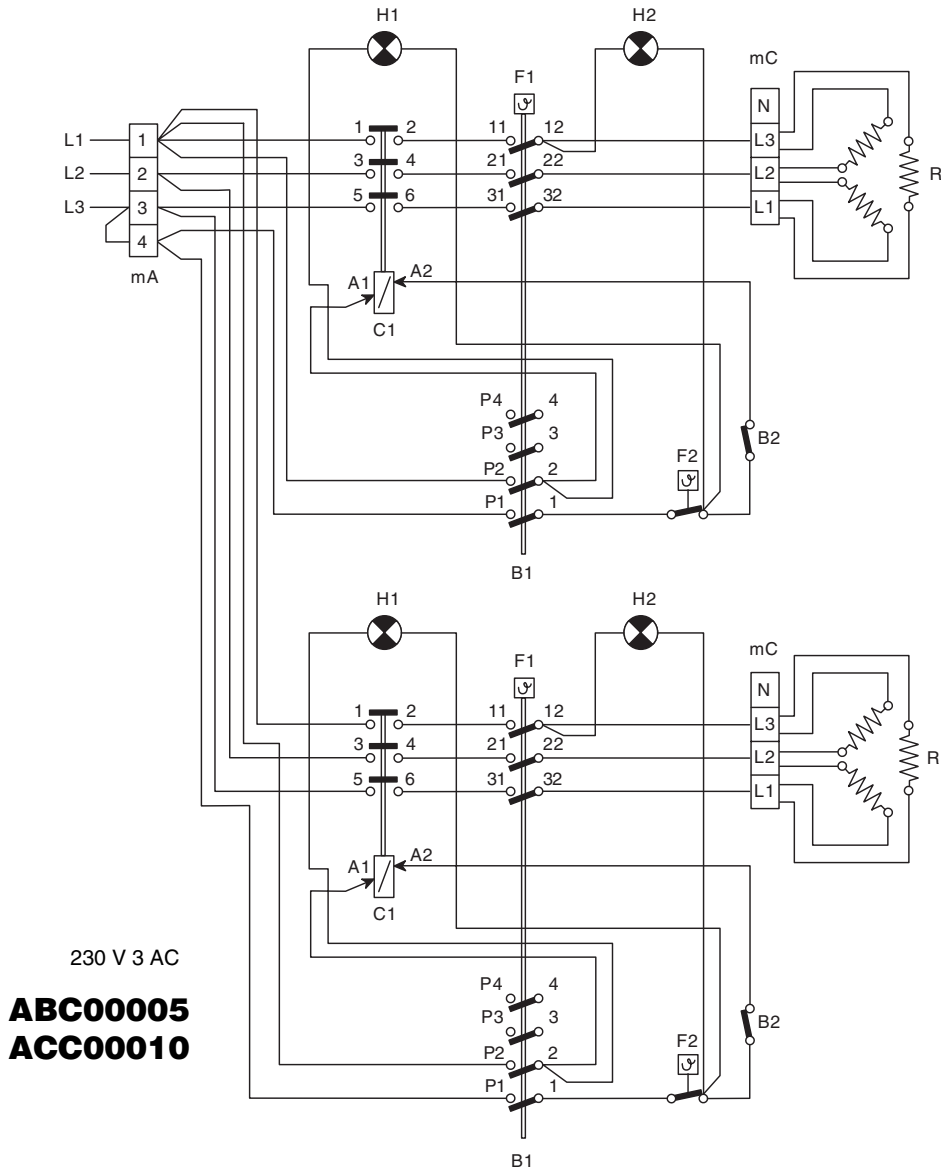 H1 H2
F1 mC
N
L1 1 1 2 11 12 L3
L2 2 3 4 21 22 L2 R
L3 3 5 6 31 32 L1
4
mA A1 A2
C1
P4 4
P3 3 B2
P2 2 F2
P1 1
B1
H1 H2
F1 mC
N
1 2 11 12 L3
3 4 21 22 L2 R
5 6 31 32 L1
A1 A2
C1
230 V 3 AC
P4 4
ABC00005 P3 3 B2
ACC00010 P2 2 F2
P1 1
B1